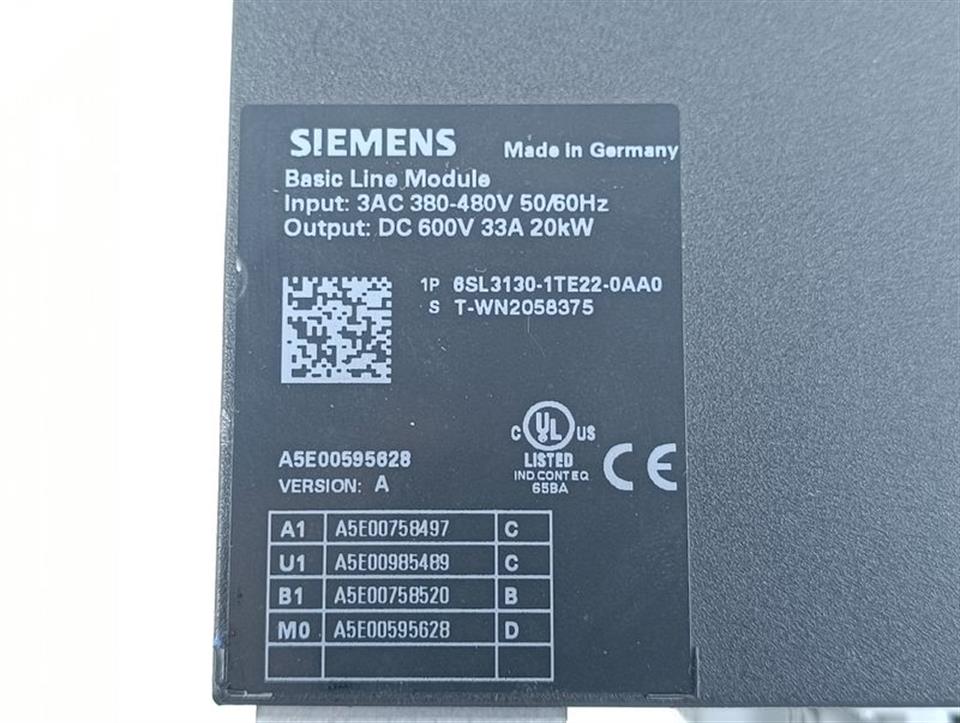 SIEMENS Made in Germany
Basic Line Module
Input: 3AC 380-480V 50/60Hz
Output: DC 600V 33A 20kW
1P 6SL3130-1TE22-0AA0
S T-WN2058375
C UL US
LISTED
IND CONT EQ
65BA
CE
A5E00595628
VERSION: A
A1 A5E00758497 C
U1 A5E00985489 C
B1 A5E00758520 B
M0 A5E00595628 D